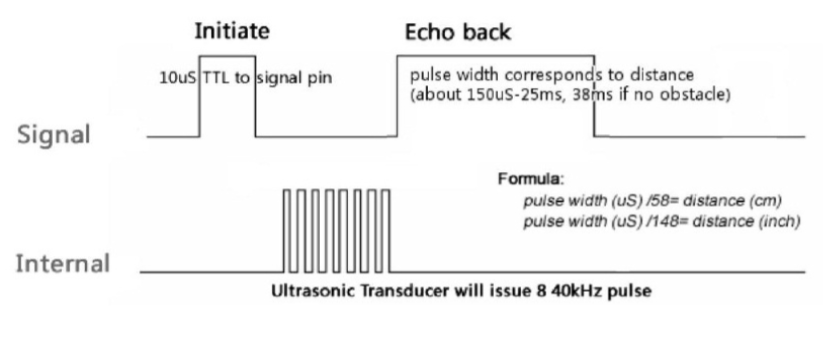 Initiate
Echo back
10uS TTL to signal pin
pulse width corresponds to distance
(about 150uS-25ms, 38ms if no obstacle)
Signal
Formula:
pulse width (uS) /58= distance (cm)
pulse width (uS) /148= distance (inch)
Internal
Ultrasonic Transducer will issue 8 40kHz pulse